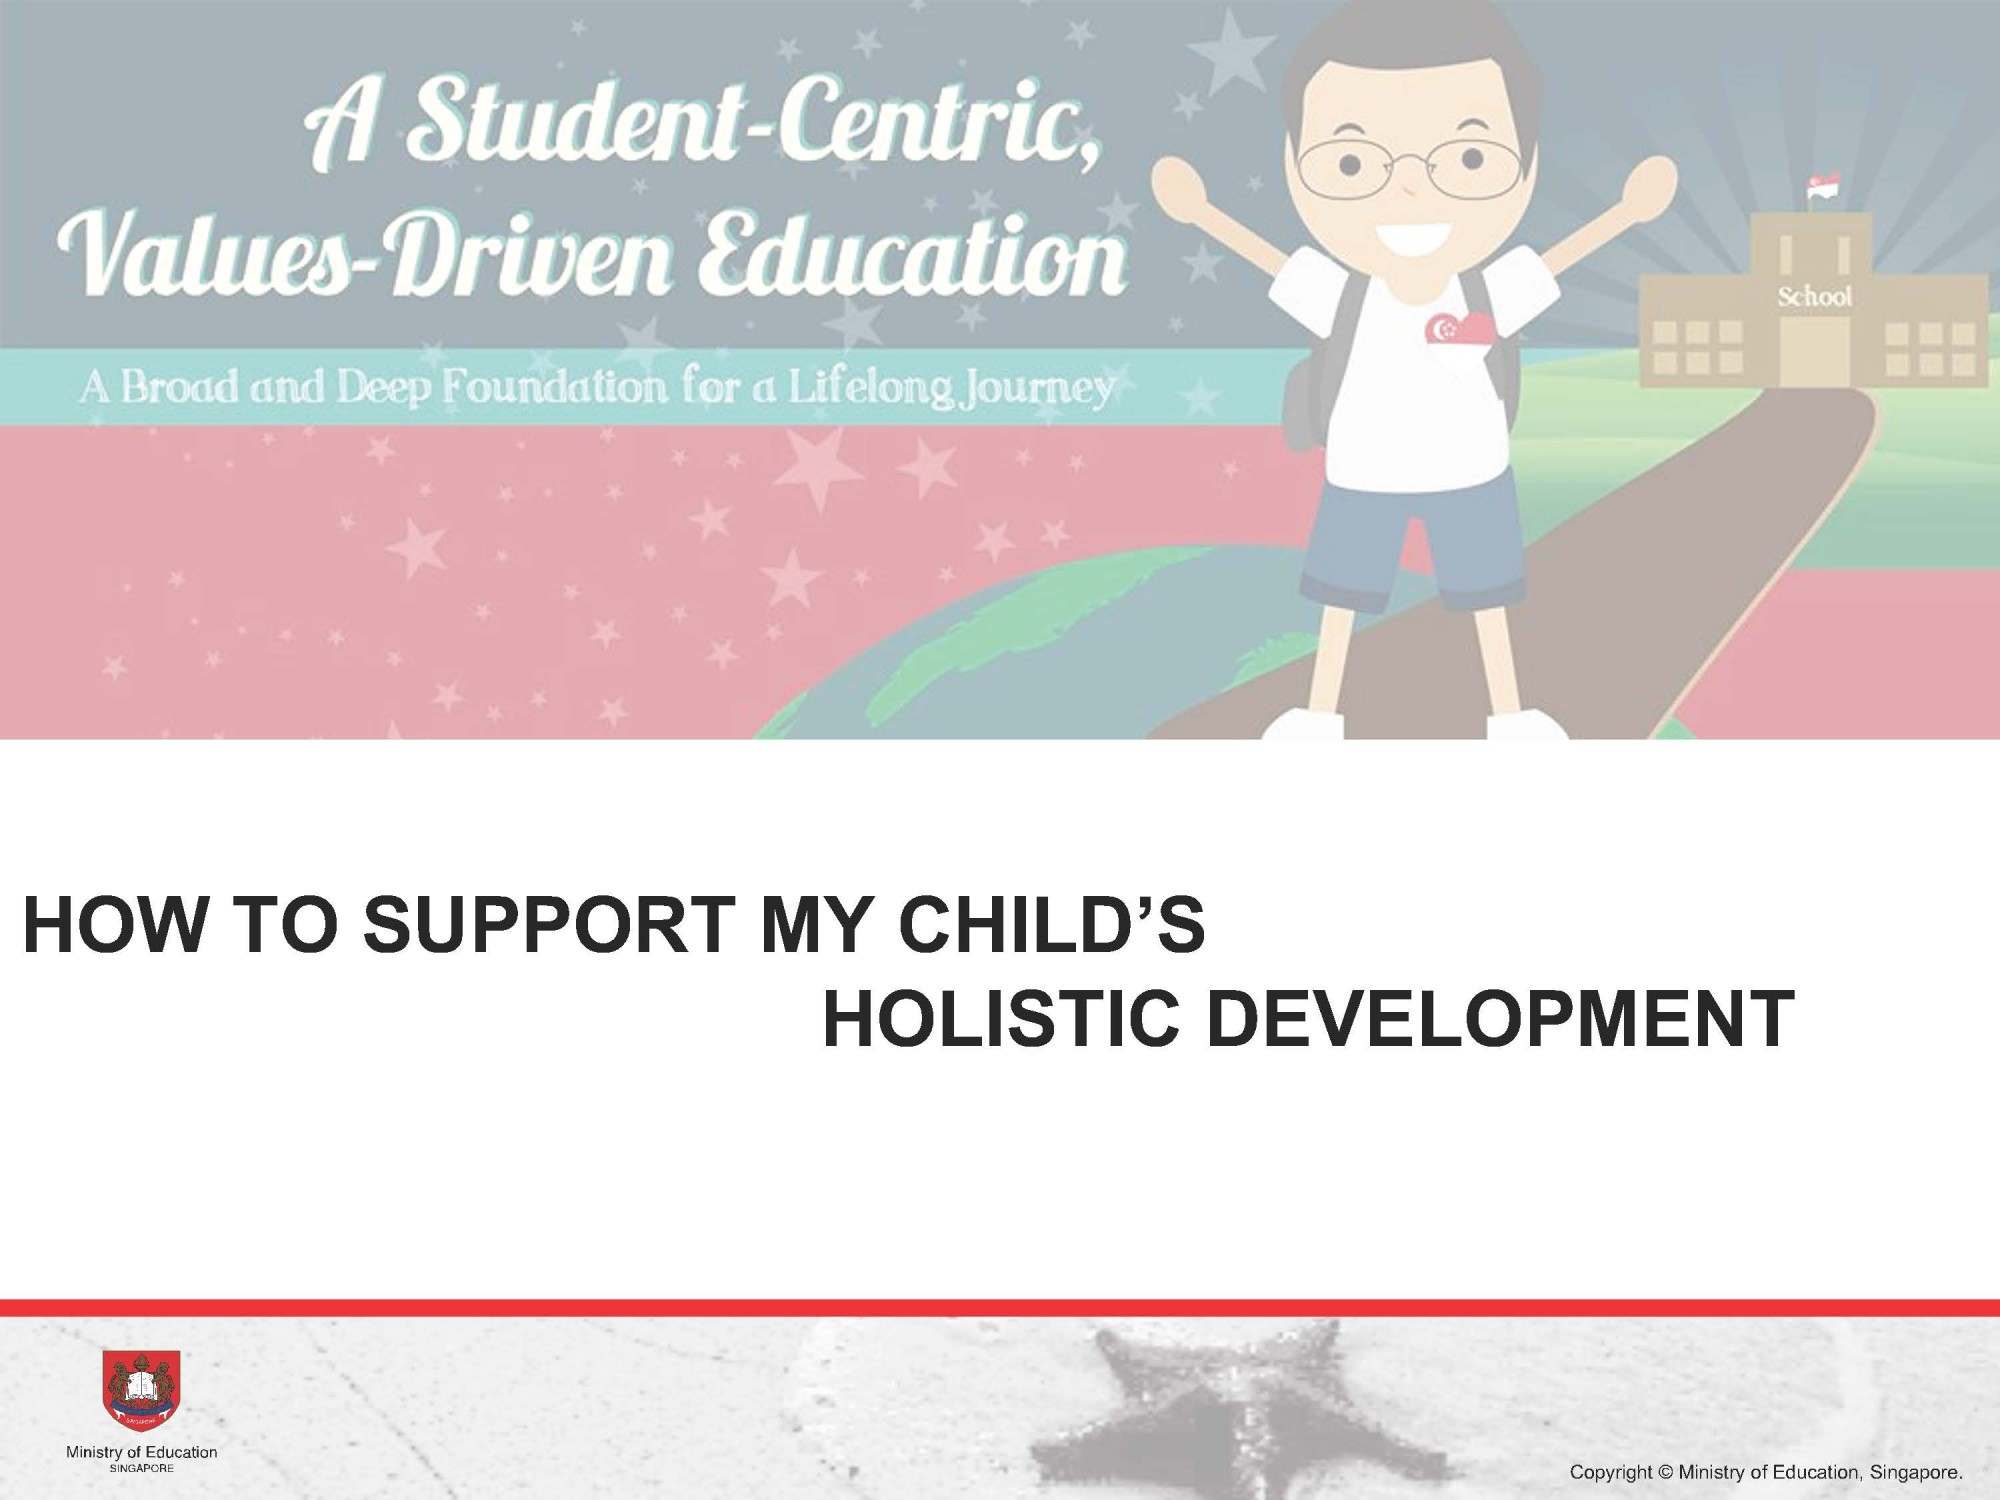 A Student-Centric,
Values-Driven Education
A Broad and Deep Foundation for a Lifelong Journey
School
HOW TO SUPPORT MY CHILD’S
HOLISTIC DEVELOPMENT
Ministry of Education
SINGAPORE
Copyright © Ministry of Education, Singapore.